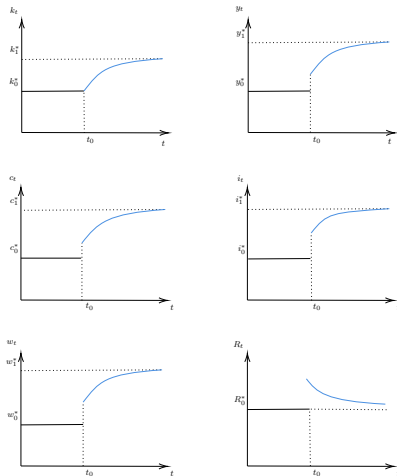 k_t
k_1^*
k_0^*
t_0
t
y_t
y_1^*
y_0^*
t_0
t
c_t
c_1^*
c_0^*
t_0
t
i_t
i_1^*
i_0^*
t_0
w_t
w_1^*
w_0^*
t_0
t
R_t
R_0^*
t_0